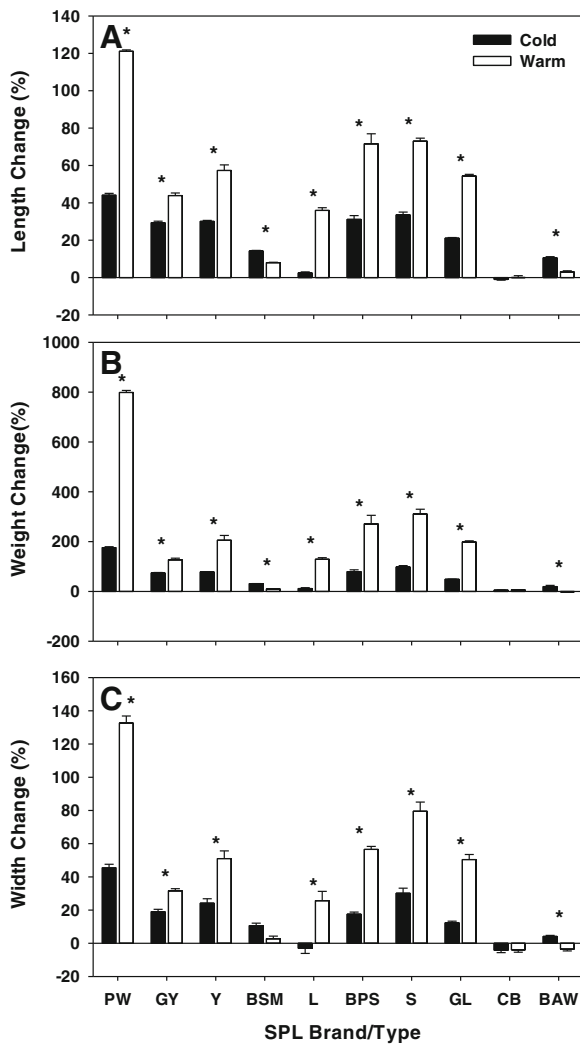 A
Cold
Warm
Length Change (%)
140
120
100
80
60
40
20
0
-20
* * * * * * * * *
B
Weight Change(%)
1000
800
600
400
200
0
-200
* * * * * * * * *
C
Width Change (%)
160
140
120
100
80
60
40
20
0
-20
* * * * * * * *
PW GY Y BSM L BPS S GL CB BAW
SPL Brand/Type